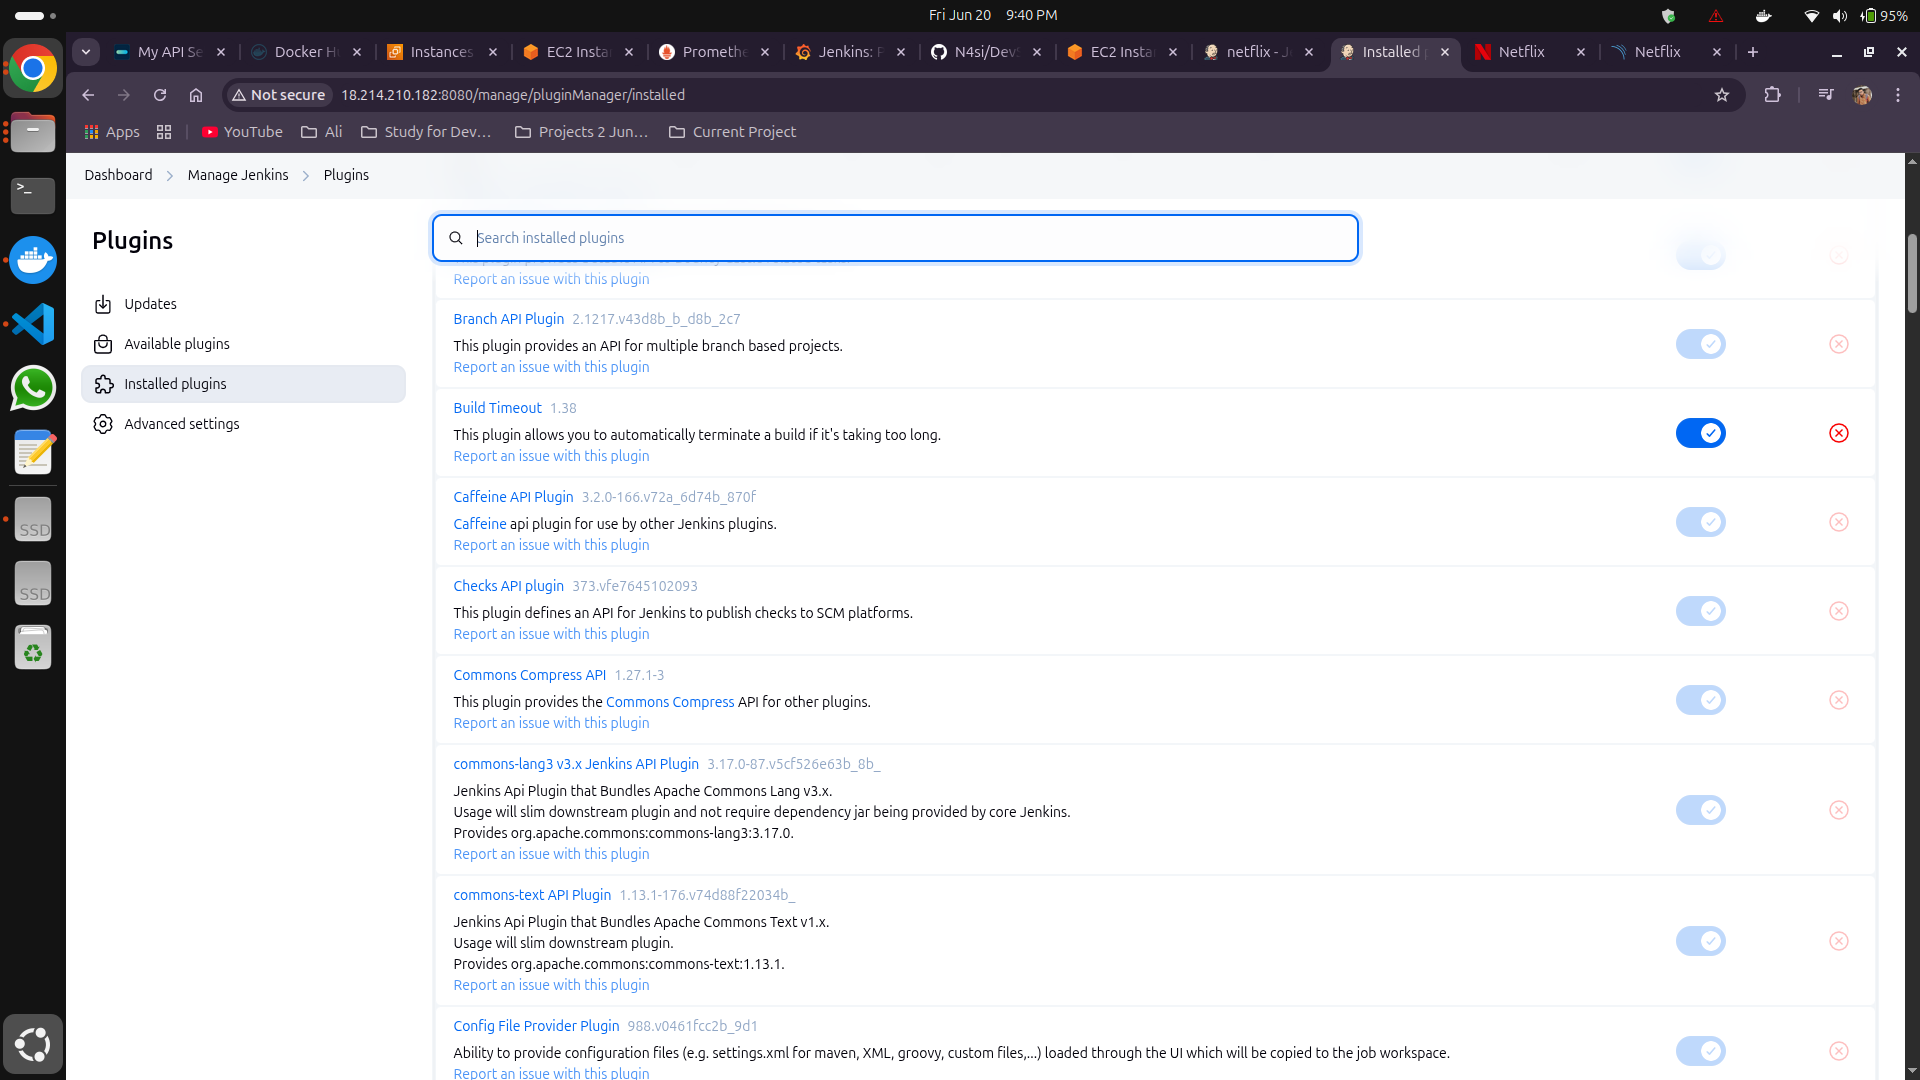 Fri Jun 20 9:40 PM
95%
My API Se
Docker H
Instances
EC2 Instan
Promethe
Jenkins: P
N4si/DevS
EC2 Instan
netflix - Je
Installed p
Netflix
Netflix
Not secure
18.214.210.182:8080/manage/pluginManager/installed
Apps
YouTube
Ali
Study for Dev...
Projects 2 Jun...
Current Project
Dashboard
Manage Jenkins
Plugins
Plugins
Updates
Available plugins
Installed plugins
Advanced settings
Search installed plugins
Report an issue with this plugin
Branch API Plugin 2.1217.v43d8b_b_d8b_2c7
This plugin provides an API for multiple branch based projects.
Report an issue with this plugin
Build Timeout 1.38
This plugin allows you to automatically terminate a build if it's taking too long.
Report an issue with this plugin
Caffeine API Plugin 3.2.0-166.v72a_6d74b_870f
Caffeine api plugin for use by other Jenkins plugins.
Report an issue with this plugin
Checks API plugin 373.vfe7645102093
This plugin defines an API for Jenkins to publish checks to SCM platforms.
Report an issue with this plugin
Commons Compress API 1.27.1-3
This plugin provides the Commons Compress API for other plugins.
Report an issue with this plugin
commons-lang3 v3.x Jenkins API Plugin 3.17.0-87.v5cf526e63b_8b_
Jenkins Api Plugin that Bundles Apache Commons Lang v3.x.
Usage will slim downstream plugin and not require dependency jar being provided by core Jenkins.
Provides org.apache.commons:commons-lang3:3.17.0.
Report an issue with this plugin
commons-text API Plugin 1.13.1-176.v74d88f22034b_
Jenkins Api Plugin that Bundles Apache Commons Text v1.x.
Usage will slim downstream plugin.
Provides org.apache.commons:commons-text:1.13.1.
Report an issue with this plugin
Config File Provider Plugin 988.v0461fcc2b_9d1
Ability to provide configuration files (e.g. settings.xml for maven, XML, groovy, custom files,...) loaded through the UI which will be copied to the job workspace.
Report an issue with this plugin
SSD
SSD